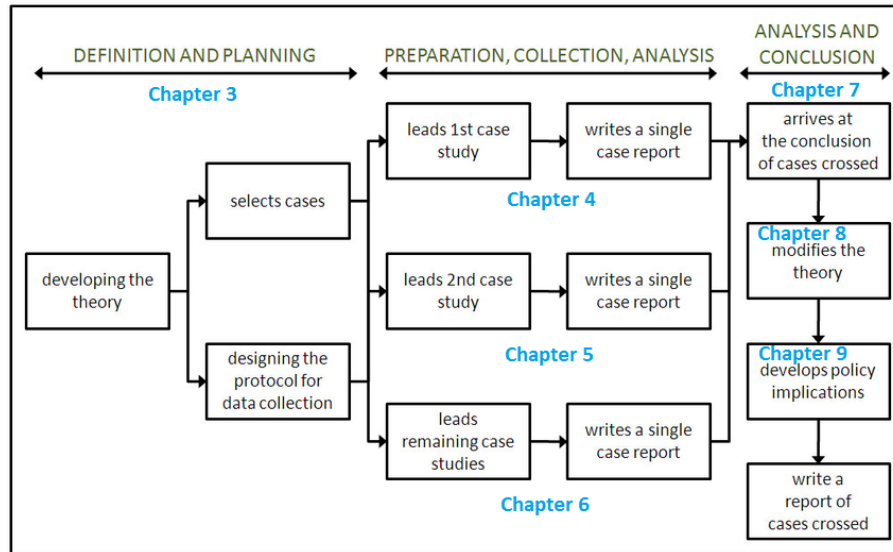 DEFINITION AND PLANNING
Chapter 3
PREPARATION, COLLECTION, ANALYSIS
ANALYSIS AND
CONCLUSION
Chapter 7
developing the
theory
selects cases
designing the
protocol for
data collection
leads 1st case
study
writes a single
case report
Chapter 4
leads 2nd case
study
writes a single
case report
Chapter 5
leads
remaining case
studies
writes a single
case report
Chapter 6
arrives at
the conclusion
of cases crossed
Chapter 8
modifies the
theory
Chapter 9
develops policy
implications
write a
report of
cases crossed